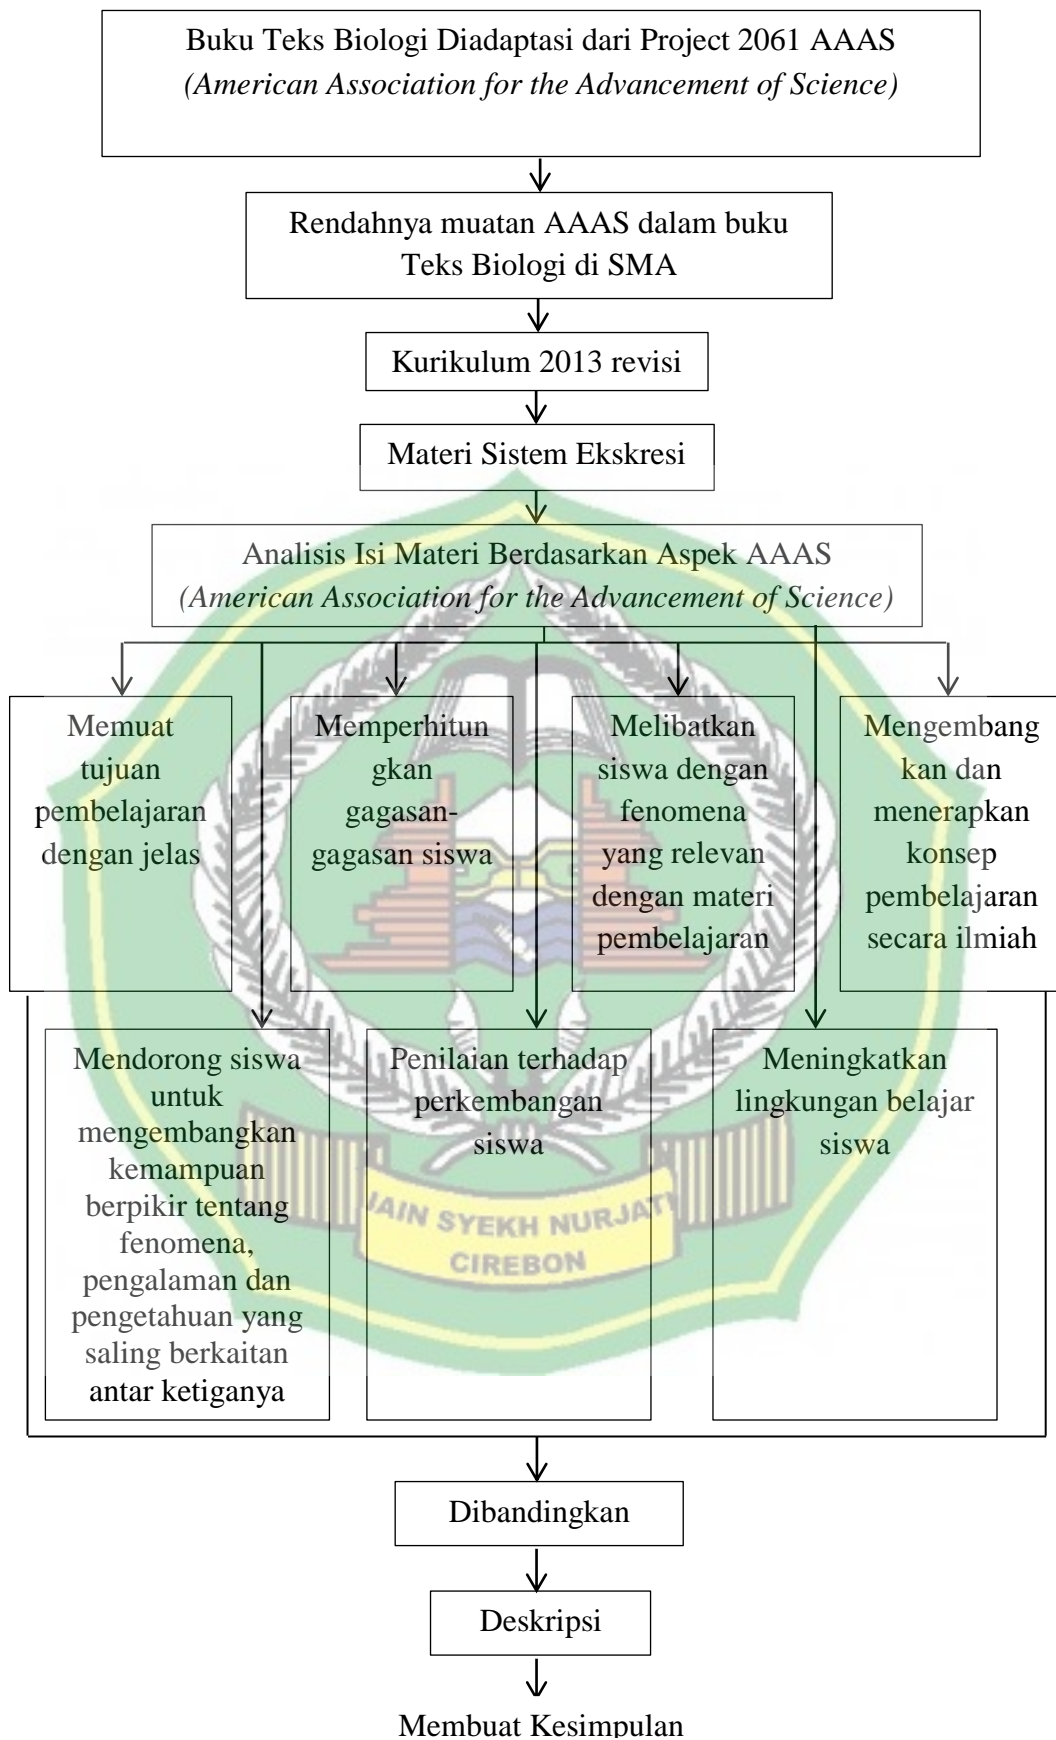 Buku Teks Biologi Diadaptasi dari Project 2061 AAAS
(American Association for the Advancement of Science)
Rendahnya muatan AAAS dalam buku
Teks Biologi di SMA
Kurikulum 2013 revisi
Materi Sistem Ekskresi
Analisis Isi Materi Berdasarkan Aspek AAAS
(American Association for the Advancement of Science)
Memuat
tujuan
pembelajaran
dengan jelas
Memperhitun
gkan
gagasan-
gagasan siswa
Melibatkan
siswa dengan
fenomena
yang relevan
dengan materi
pembelajaran
Mengembang
kan dan
menerapkan
konsep
pembelajaran
secara ilmiah
Mendorong siswa
untuk
mengembangkan
kemampuan
berpikir tentang
fenomena,
pengalaman dan
pengetahuan yang
saling berkaitan
antar ketiganya
Penilaian terhadap
perkembangan
siswa
Meningkatkan
lingkungan belajar
siswa
IAIN SYEKH NURJATI
CIREBON
Dibandingkan
Deskripsi
Membuat Kesimpulan